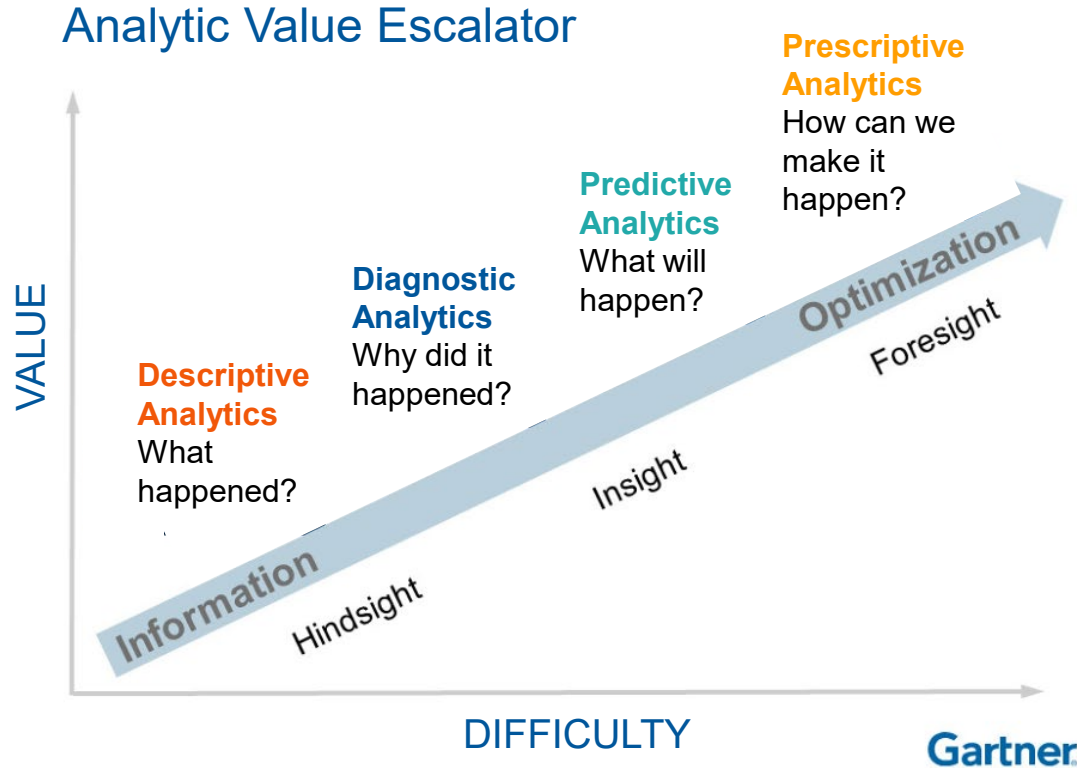 Analytic Value Escalator
Prescriptive
Analytics
How can we
make it
happen?
Predictive
Analytics
What will
happen?
Diagnostic
Analytics
Why did it
happened?
Descriptive
Analytics
What
happened?
VALUE
Information
Optimization
Hindsight
Insight
Foresight
DIFFICULTY
Gartner